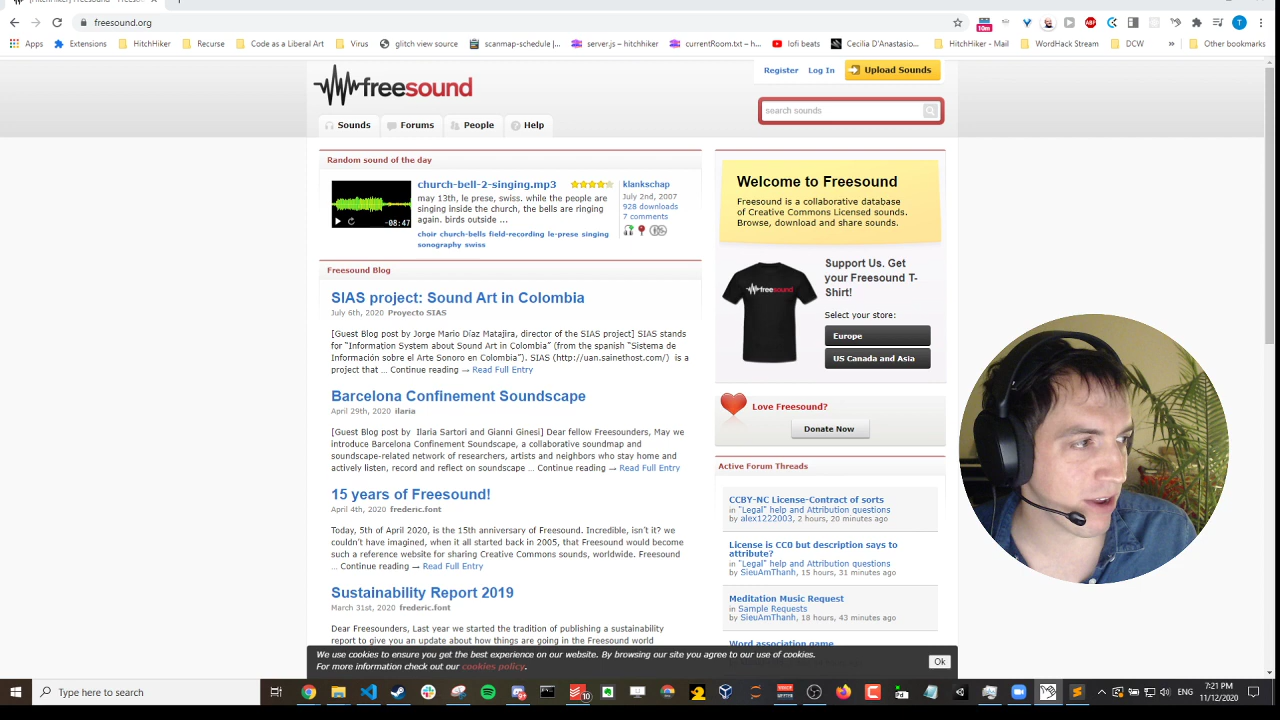 freesound.org
10m
ABP
T
Apps
Extensions
HitchHiker
Recurse
Code as a Liberal Art
Virus
glitch view source
scanmap-schedule |...
server.js – hitchhiker
currentRoom.txt – h...
lofi beats
Cecilia D'Anastasio...
HitchHiker - Mail
WordHack Stream
DCW
»
Other bookmarks
freesound
Register
Log In
Upload Sounds
search sounds
Sounds
Forums
People
Help
Random sound of the day
church-bell-2-singing.mp3
may 13th, le prese, swiss. while the people are
singing inside the church, the bells are ringing
again. birds outside ...
choir church-bells field-recording le-prese singing
sonography swiss
-08:47
klankschap
July 2nd, 2007
928 downloads
7 comments
Freesound Blog
SIAS project: Sound Art in Colombia
July 6th, 2020 Proyecto SIAS
[Guest Blog post by Jorge Mario Díaz Matajira, director of the SIAS project] SIAS stands
for "Information System about Sound Art in Colombia" (from the spanish "Sistema de
Información sobre el Arte Sonoro en Colombia"). SIAS (http://uan.sainethost.com/) is a
project that ... Continue reading → Read Full Entry
Barcelona Confinement Soundscape
April 29th, 2020 ilaria
[Guest Blog post by Ilaria Sartori and Gianni Ginesi] Dear fellow Freesounders, May we
introduce Barcelona Confinement Soundscape, a collaborative soundmap and
soundscape-related network of researchers, artists and neighbors who stay home and
actively listen, record and reflect on soundscape ... Continue reading → Read Full Entry
15 years of Freesound!
April 4th, 2020 frederic.font
Today, 5th of April 2020, is the 15th anniversary of Freesound. Incredible, isn't it? we
couldn't have imagined, when it all started back in 2005, that Freesound would become
such a reference website for sharing Creative Commons sounds, worldwide. Freesound
... Continue reading → Read Full Entry
Sustainability Report 2019
March 31st, 2020 frederic.font
Dear Freesounders, Last year we started the tradition of publishing a sustainability
report to give you an update about how things are going in the Freesound world
Welcome to Freesound
Freesound is a collaborative database
of Creative Commons Licensed sounds.
Browse, download and share sounds.
freesound
Support Us. Get
your Freesound T-
Shirt!
Select your store:
Europe
US Canada and Asia
Love Freesound?
Donate Now
Active Forum Threads
CCBY-NC License-Contract of sorts
in "Legal" help and Attribution questions
by alex1222003, 2 hours, 20 minutes ago
License is CC0 but description says to
attribute?
in "Legal" help and Attribution questions
by SieuAmThanh, 15 hours, 31 minutes ago
Meditation Music Request
in Sample Requests
by SieuAmThanh, 18 hours, 43 minutes ago
Word association game
We use cookies to ensure you get the best experience on our website. By browsing our site you agree to our use of cookies.
For more information check out our cookies policy.
Ok
Type here to search
10
ENG
7:21 PM
11/12/2020